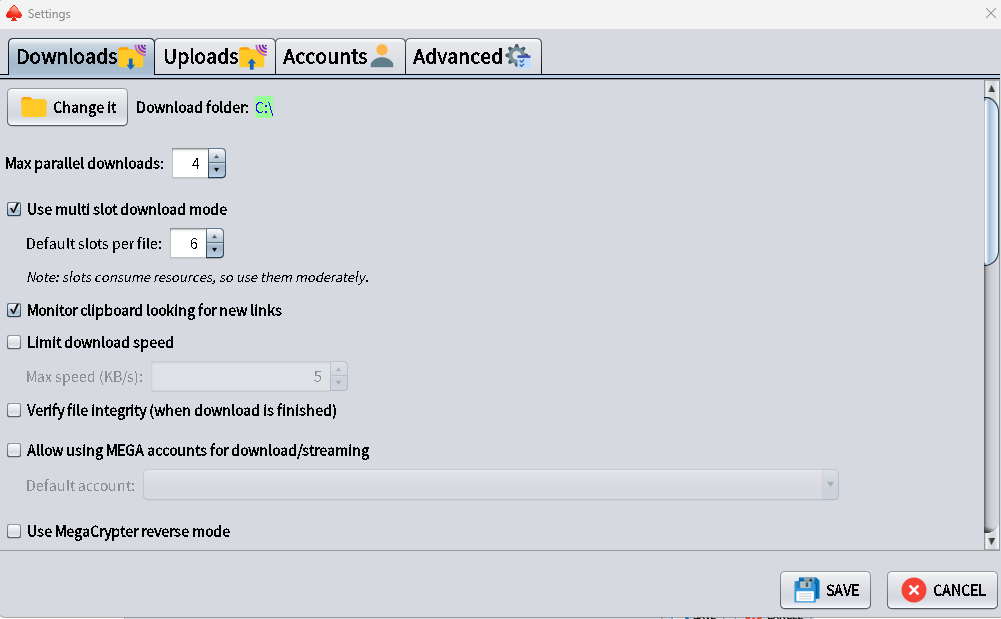 Settings
Downloads Uploads Accounts Advanced
Change it Download folder: C:\
Max parallel downloads: 4
Use multi slot download mode
Default slots per file: 6
Note: slots consume resources, so use them moderately.
Monitor clipboard looking for new links
Limit download speed
Max speed (KB/s): 5
Verify file integrity (when download is finished)
Allow using MEGA accounts for download/streaming
Default account:
Use MegaCrypter reverse mode
SAVE CANCEL